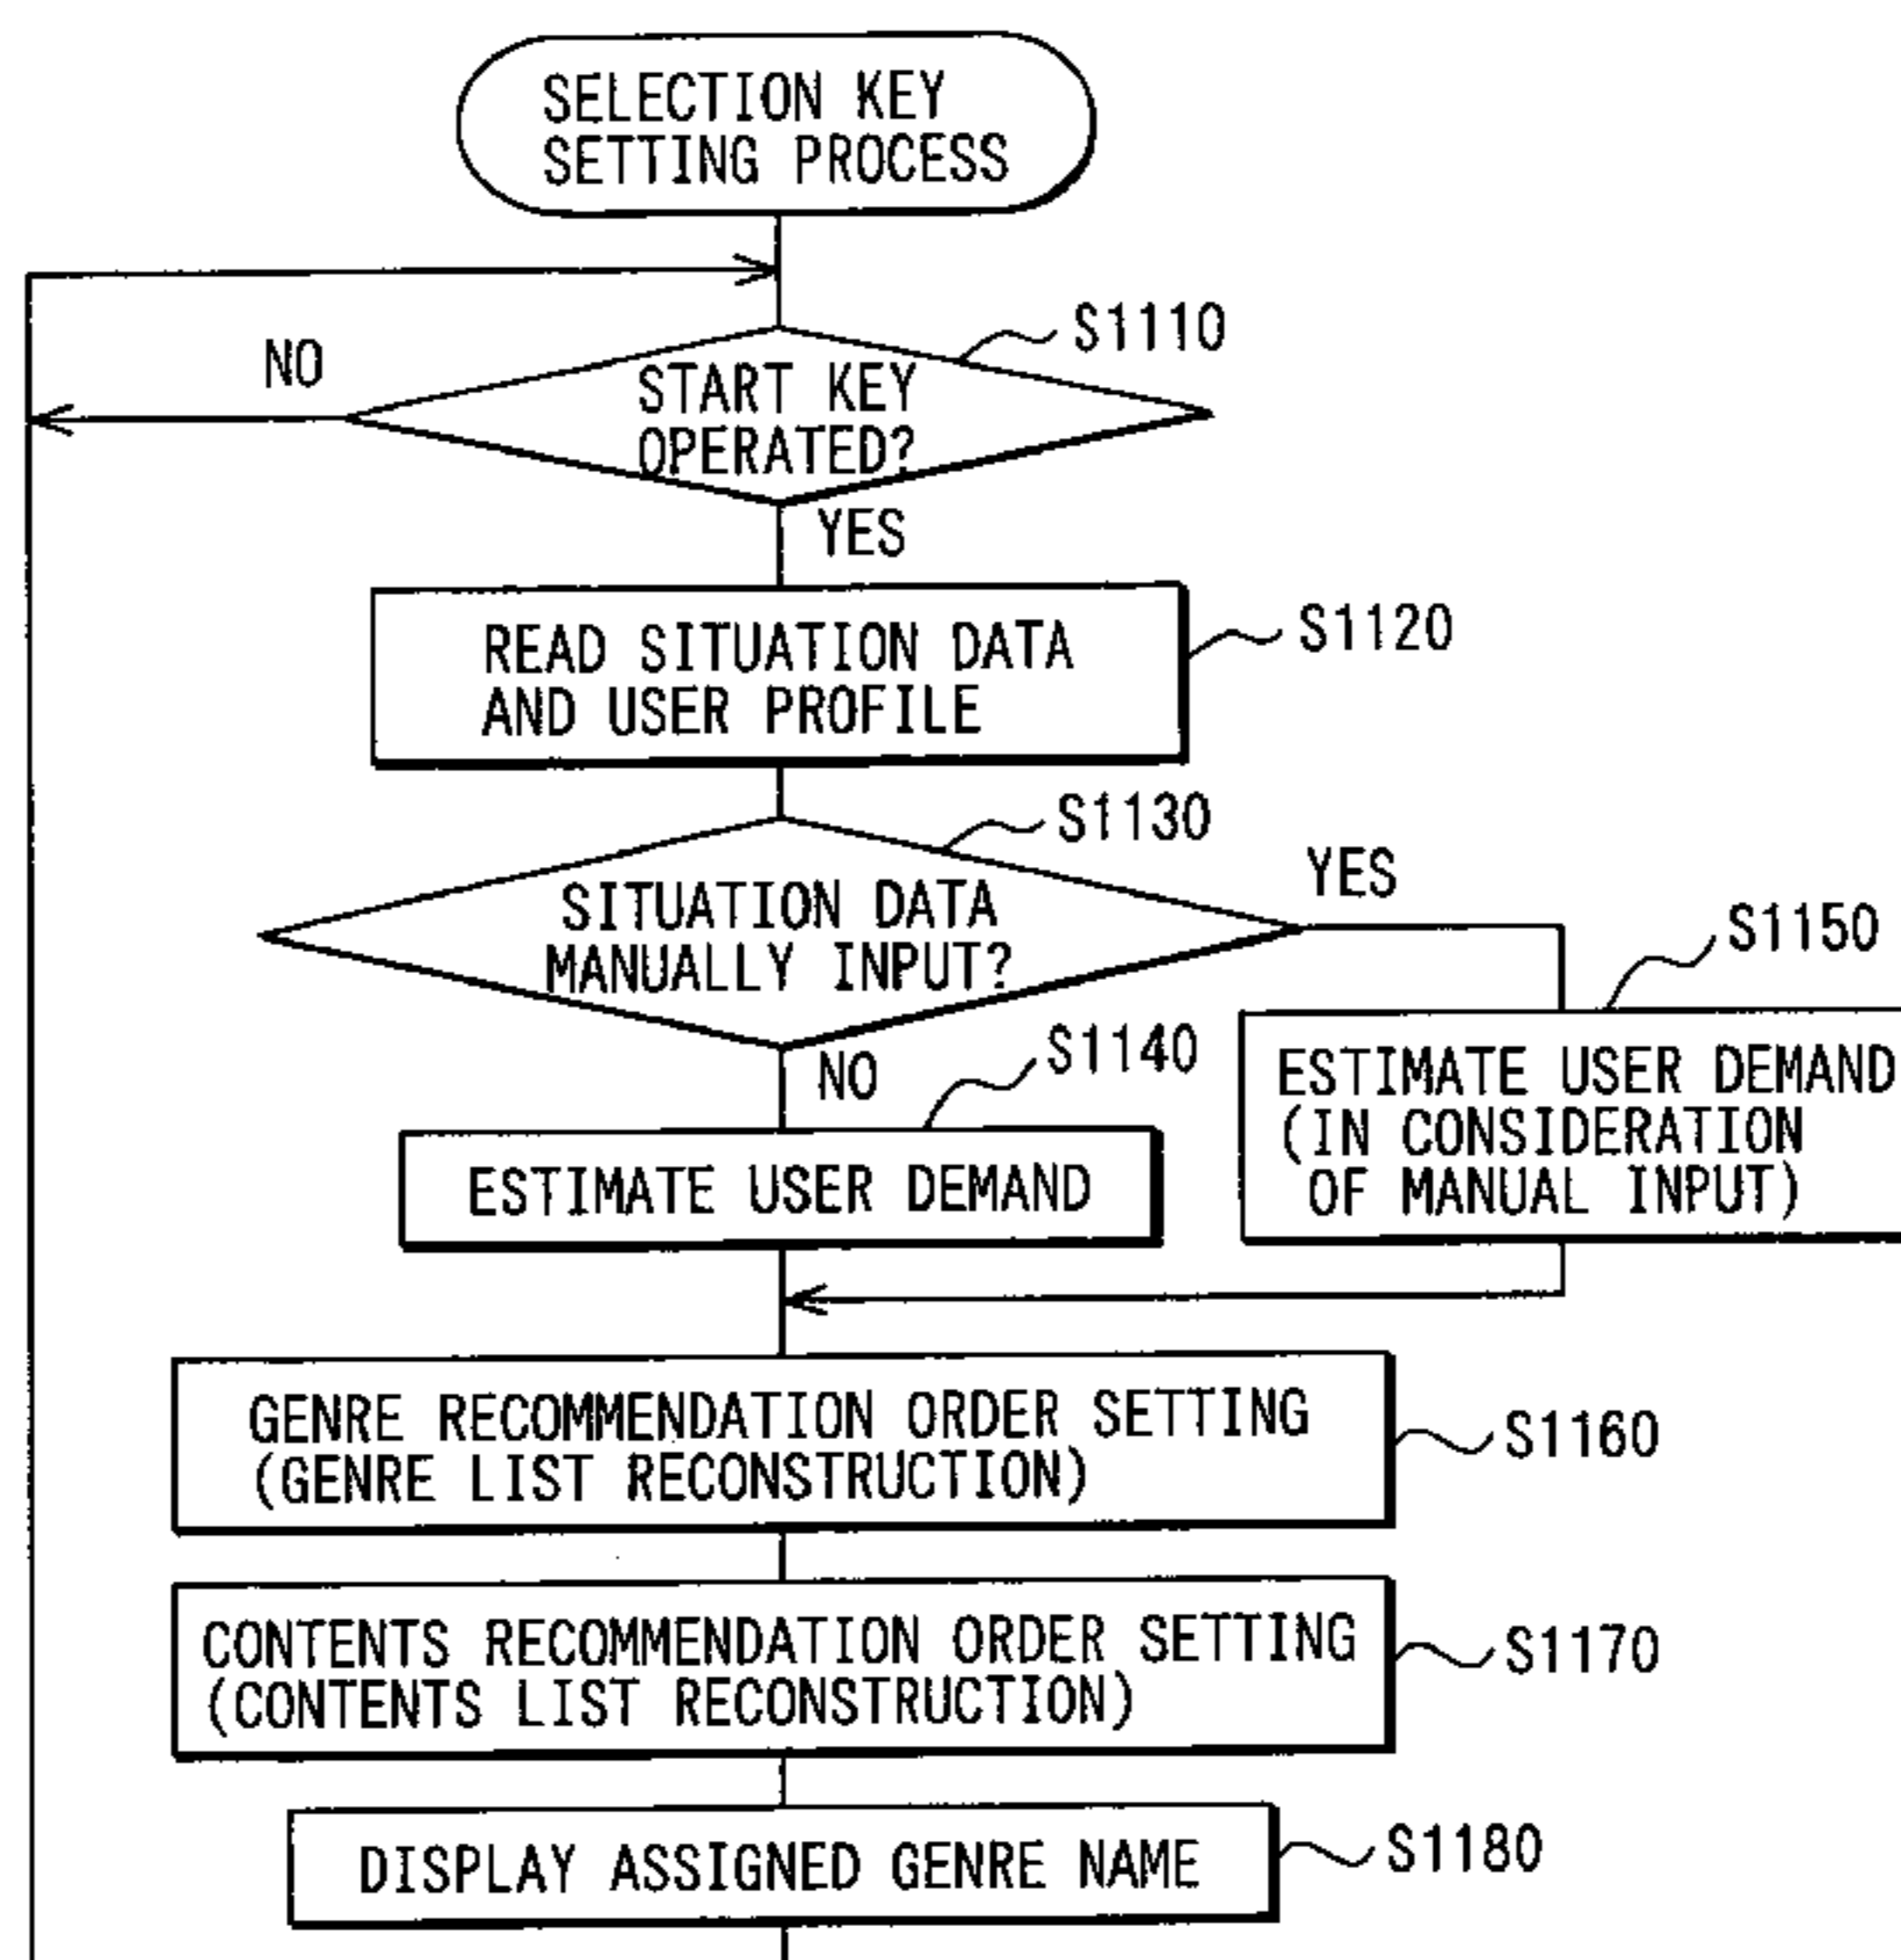 SELECTION KEY
SETTING PROCESS
S1110
NO
START KEY
OPERATED?
YES
READ SITUATION DATA
AND USER PROFILE
S1120
S1130
SITUATION DATA
MANUALLY INPUT?
YES
S1150
NO
S1140
ESTIMATE USER DEMAND
(IN CONSIDERATION
OF MANUAL INPUT)
ESTIMATE USER DEMAND
GENRE RECOMMENDATION ORDER SETTING
(GENRE LIST RECONSTRUCTION)
S1160
CONTENTS RECOMMENDATION ORDER SETTING
(CONTENTS LIST RECONSTRUCTION)
S1170
DISPLAY ASSIGNED GENRE NAME
S1180